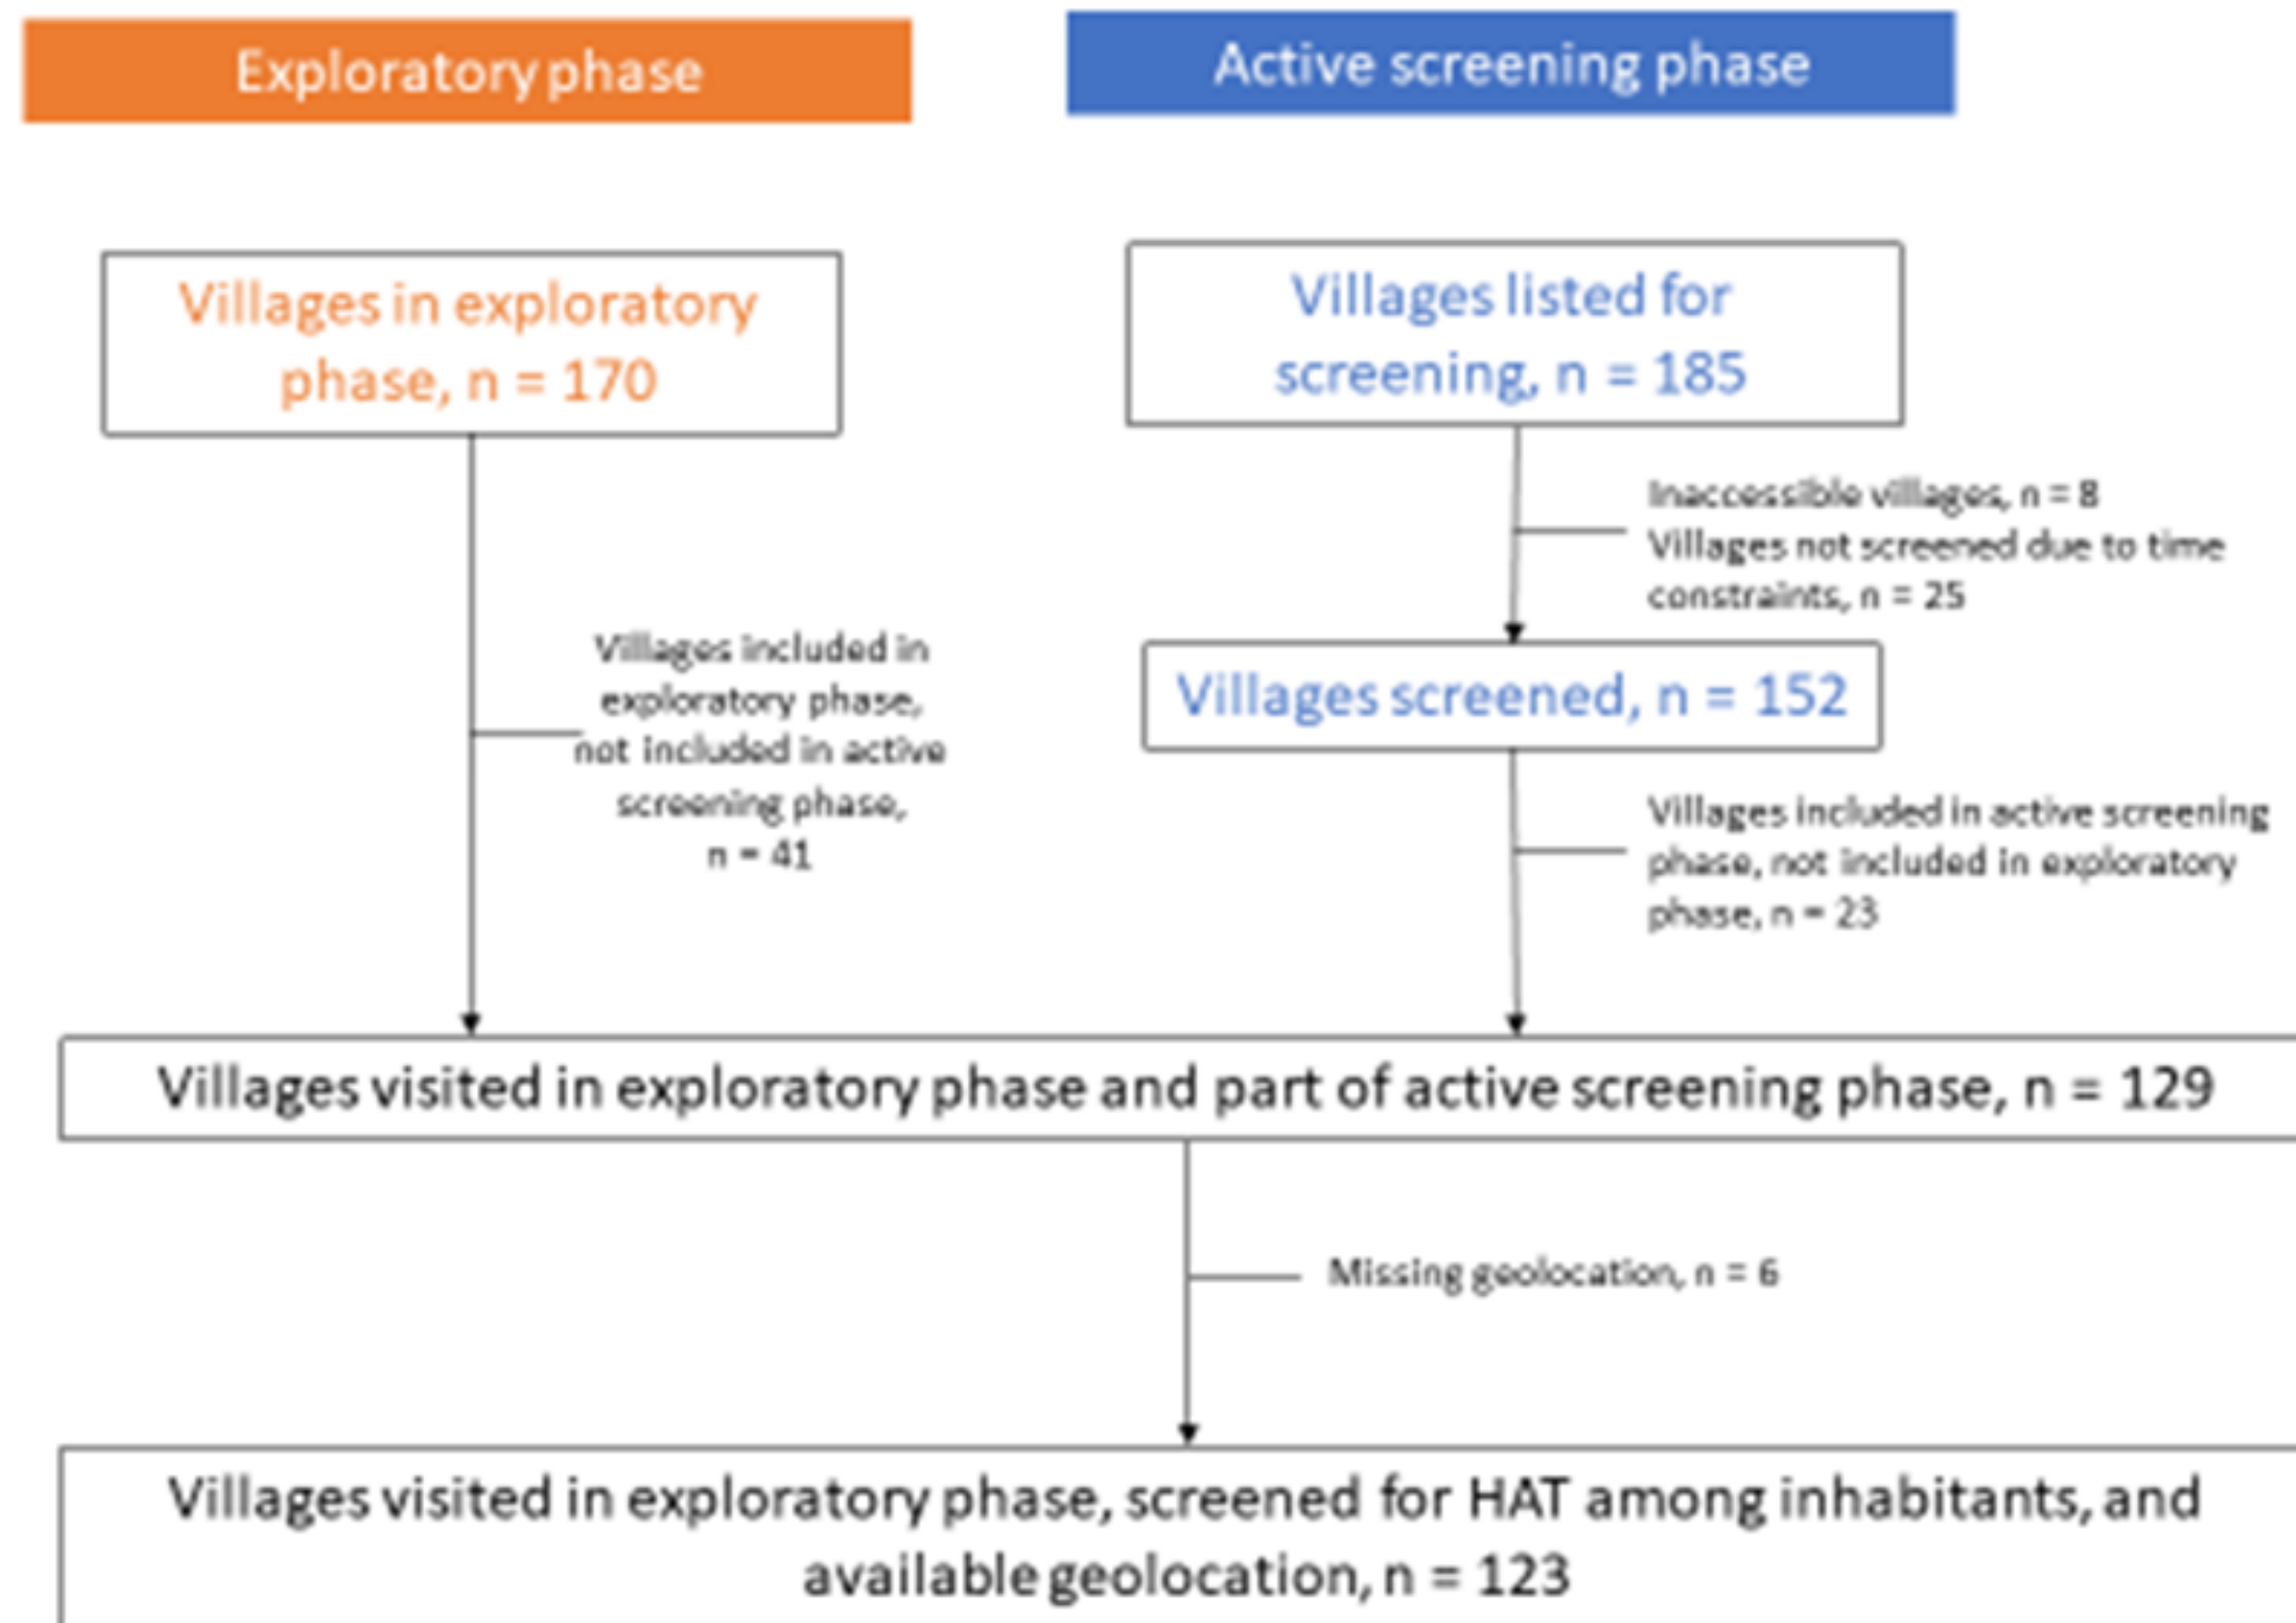 Exploratory phase
Active screening phase
Villages in exploratory
phase, n = 170
Villages listed for
screening, n = 185
Inaccessible villages, n = 8
Villages not screened due to time
constraints, n = 25
Villages included in
exploratory phase,
not included in active
screening phase,
n = 41
Villages screened, n = 152
Villages included in active screening
phase, not included in exploratory
phase, n = 23
Villages visited in exploratory phase and part of active screening phase, n = 129
Missing geolocation, n = 6
Villages visited in exploratory phase, screened for HAT among inhabitants, and
available geolocation, n = 123